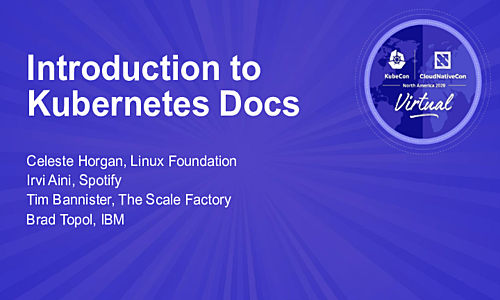 Introduction to
Kubernetes Docs
Celeste Horgan, Linux Foundation
Irvi Aini, Spotify
Tim Bannister, The Scale Factory
Brad Topol, IBM
KubeCon
CloudNativeCon
North America 2020
Virtual